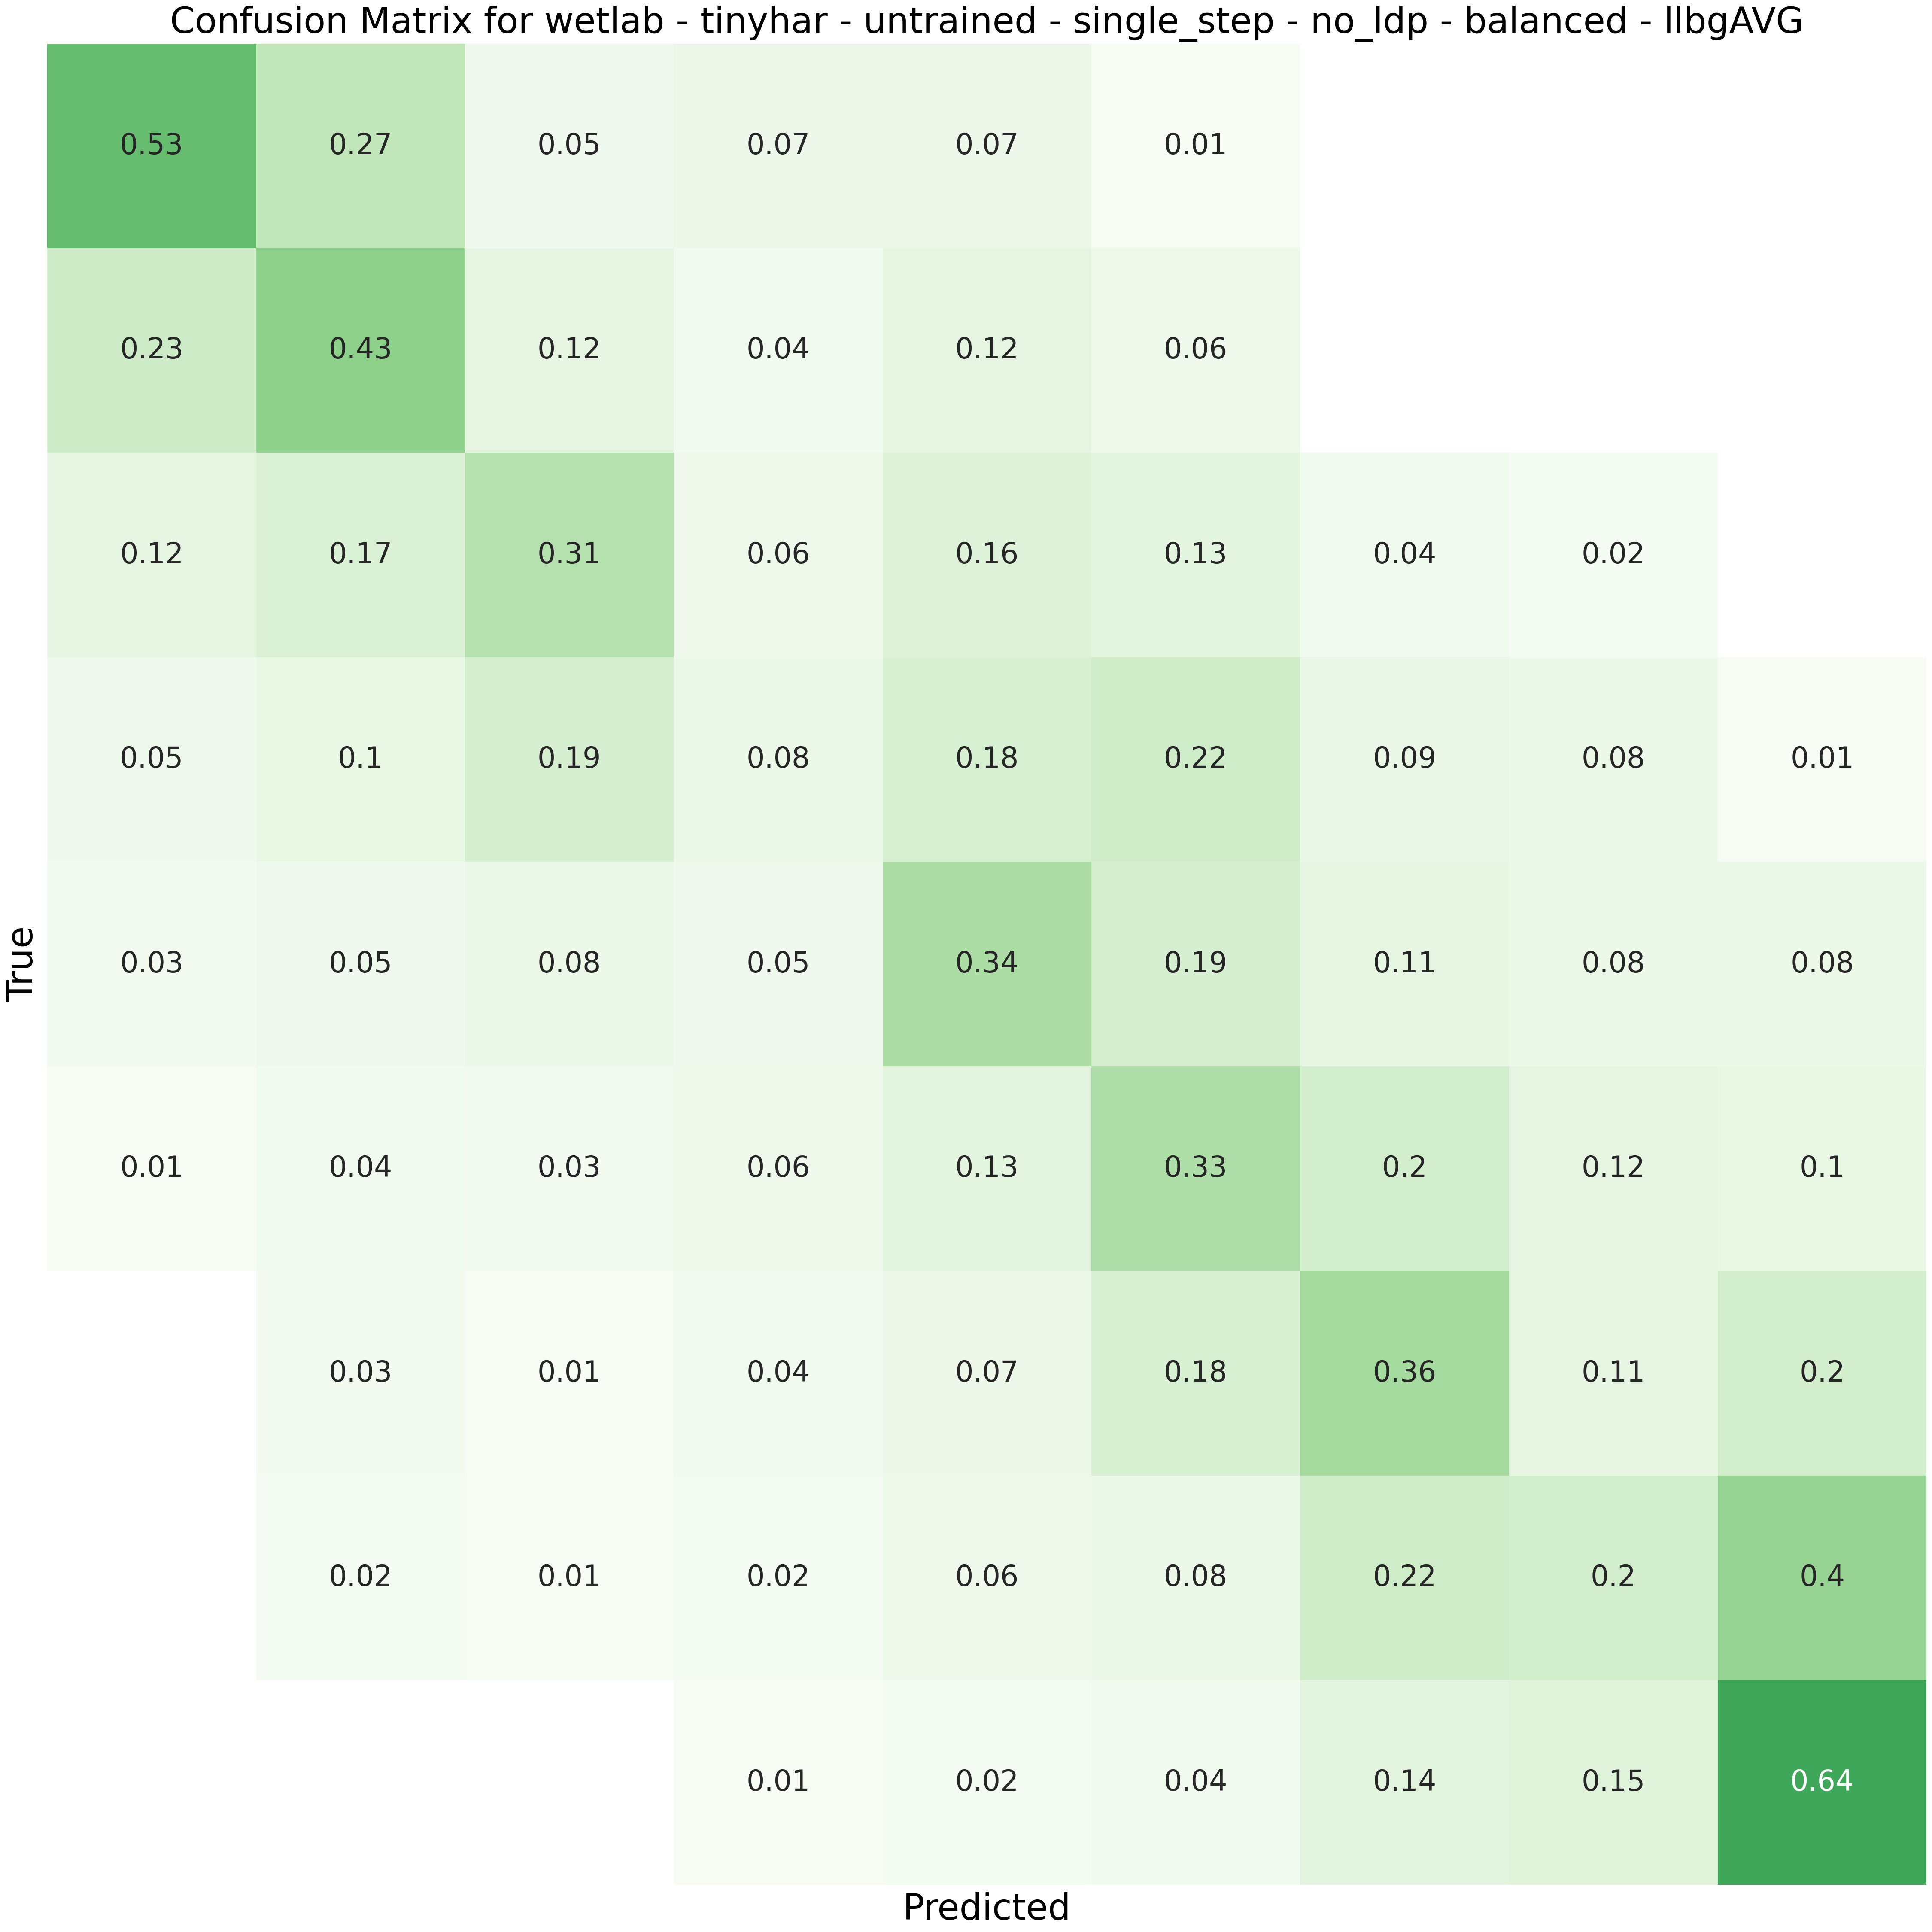 Confusion Matrix for wetlab - tinyhar - untrained - single_step - no_ldp - balanced - llbgAVG
0.53 0.27 0.05 0.07 0.07 0.01
0.23 0.43 0.12 0.04 0.12 0.06
0.12 0.17 0.31 0.06 0.16 0.13 0.04 0.02
0.05 0.1 0.19 0.08 0.18 0.22 0.09 0.08 0.01
True
0.03 0.05 0.08 0.05 0.34 0.19 0.11 0.08 0.08
0.01 0.04 0.03 0.06 0.13 0.33 0.2 0.12 0.1
0.03 0.01 0.04 0.07 0.18 0.36 0.11 0.2
0.02 0.01 0.02 0.06 0.08 0.22 0.2 0.4
0.01 0.02 0.04 0.14 0.15 0.64
Predicted